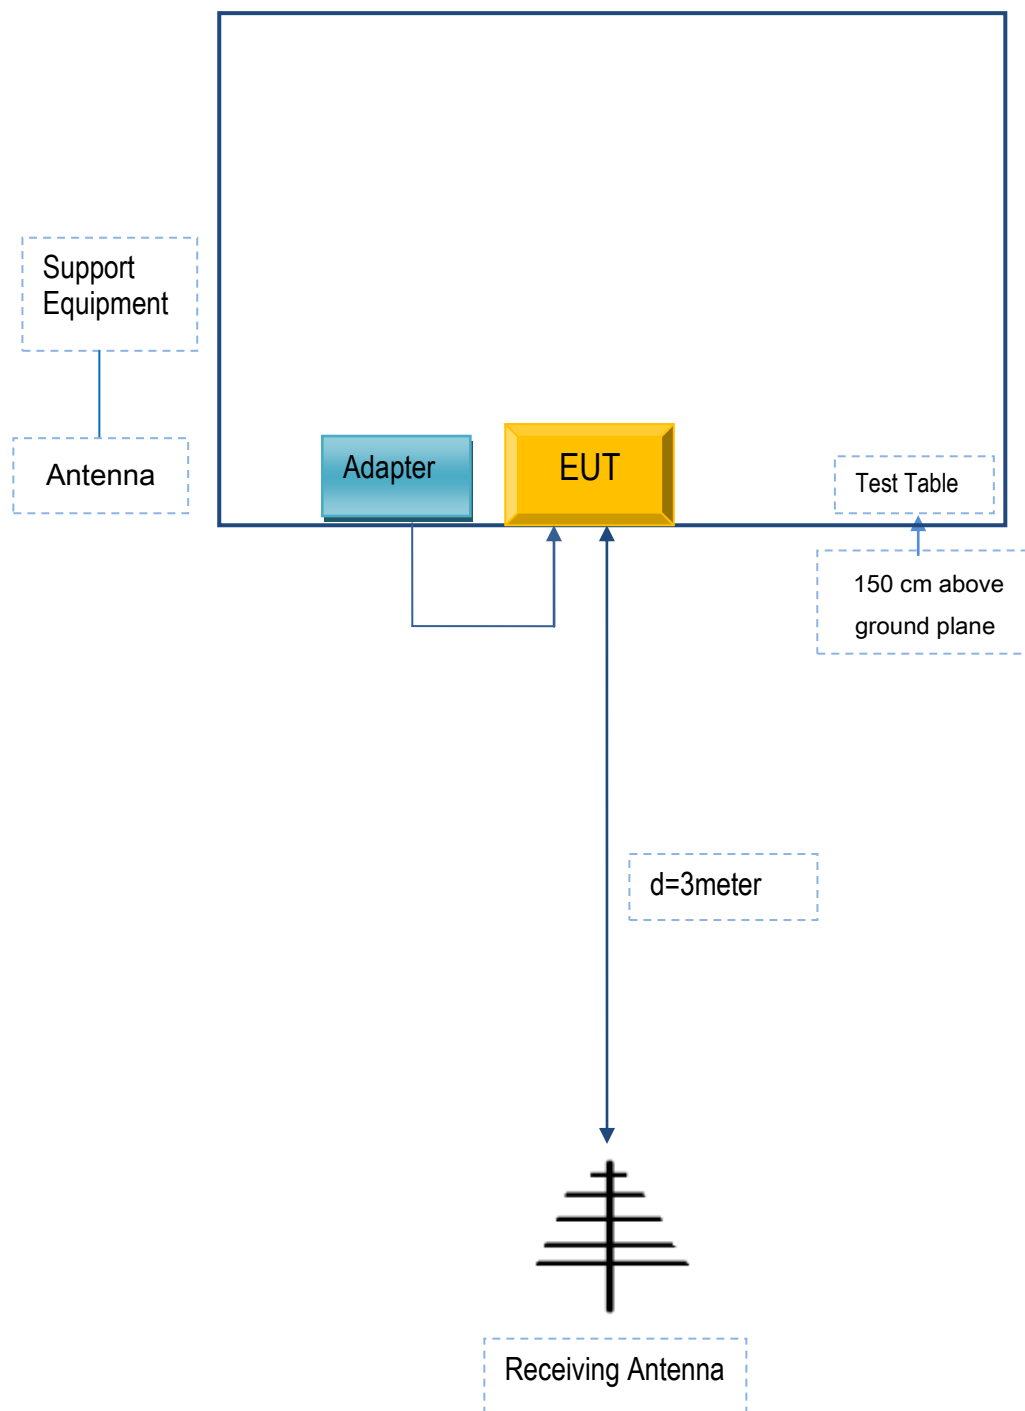 Support
Equipment
Antenna
Adapter
EUT
Test Table
150 cm above
ground plane
d=3meter
Receiving Antenna